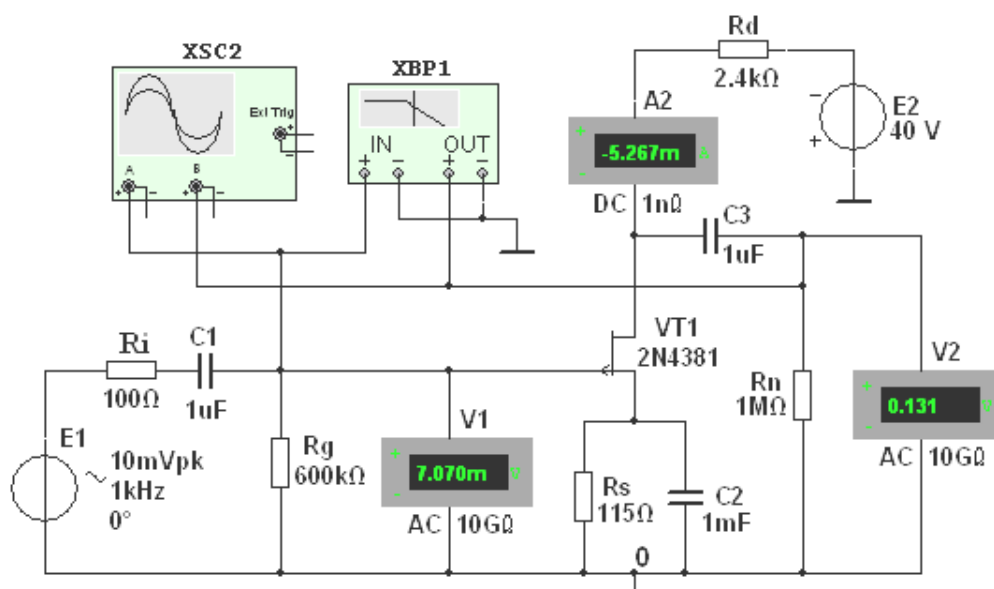 XSC2
Ext Trig
+
−
A
B
+ −
+ −
XBP1
IN OUT
+ − + −
Rd
2.4kΩ
A2
+
-5.267m A
-
DC 1nΩ
−
+
E2
40 V
C3
1uF
VT1
2N4381
Ri
100Ω
C1
1uF
E1
~
10mVpk
1kHz
0°
Rg
600kΩ
V1
+
7.070m V
-
AC 10GΩ
Rs
115Ω
C2
1mF
0
Rn
1MΩ
V2
+
0.131 V
-
AC 10GΩ